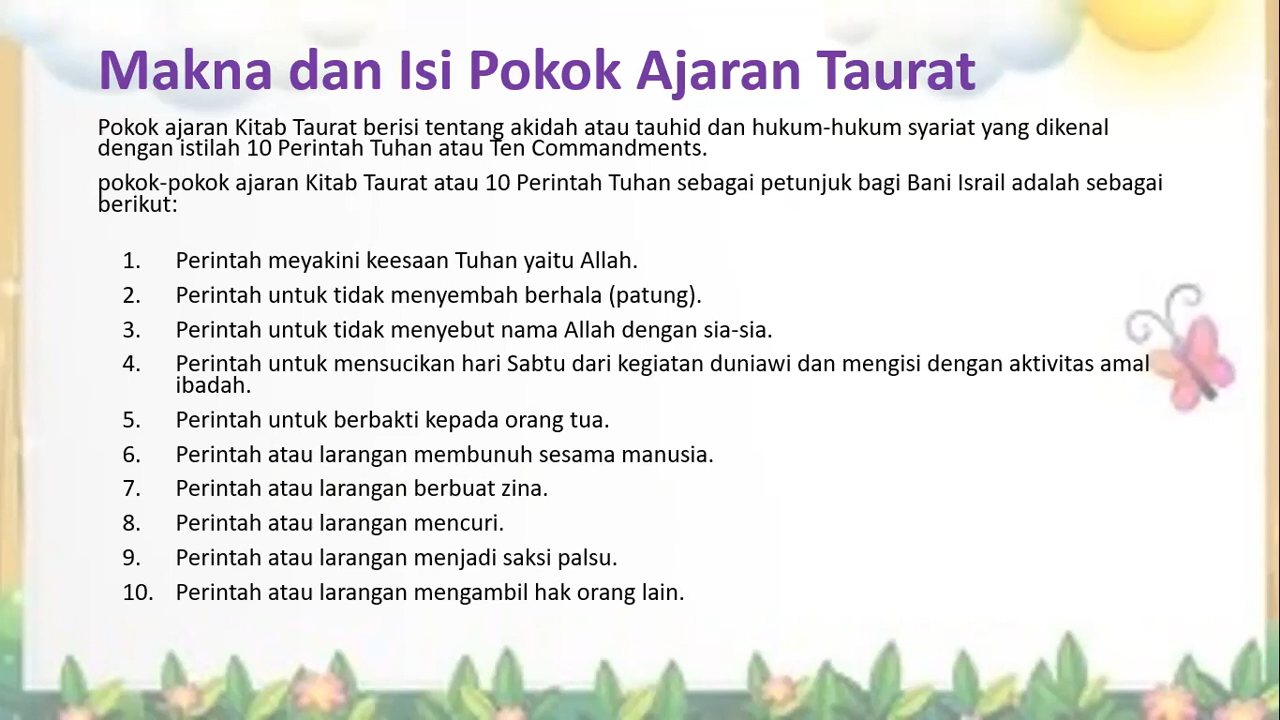 Makna dan Isi Pokok Ajaran Taurat
Pokok ajaran Kitab Taurat berisi tentang akidah atau tauhid dan hukum-hukum syariat yang dikenal
dengan istilah 10 Perintah Tuhan atau Ten Commandments.
pokok-pokok ajaran Kitab Taurat atau 10 Perintah Tuhan sebagai petunjuk bagi Bani Israil adalah sebagai
berikut:
1. Perintah meyakini keesaan Tuhan yaitu Allah.
2. Perintah untuk tidak menyembah berhala (patung).
3. Perintah untuk tidak menyebut nama Allah dengan sia-sia.
4. Perintah untuk mensucikan hari Sabtu dari kegiatan duniawi dan mengisi dengan aktivitas amal
ibadah.
5. Perintah untuk berbakti kepada orang tua.
6. Perintah atau larangan membunuh sesama manusia.
7. Perintah atau larangan berbuat zina.
8. Perintah atau larangan mencuri.
9. Perintah atau larangan menjadi saksi palsu.
10. Perintah atau larangan mengambil hak orang lain.